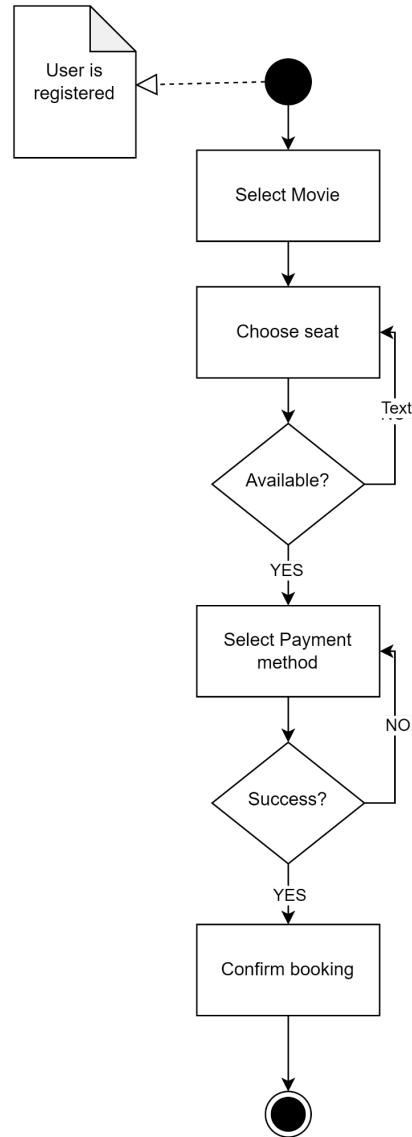 User is
registered
Select Movie
Choose seat
Text
Available?
YES
Select Payment
method
NO
Success?
YES
Confirm booking